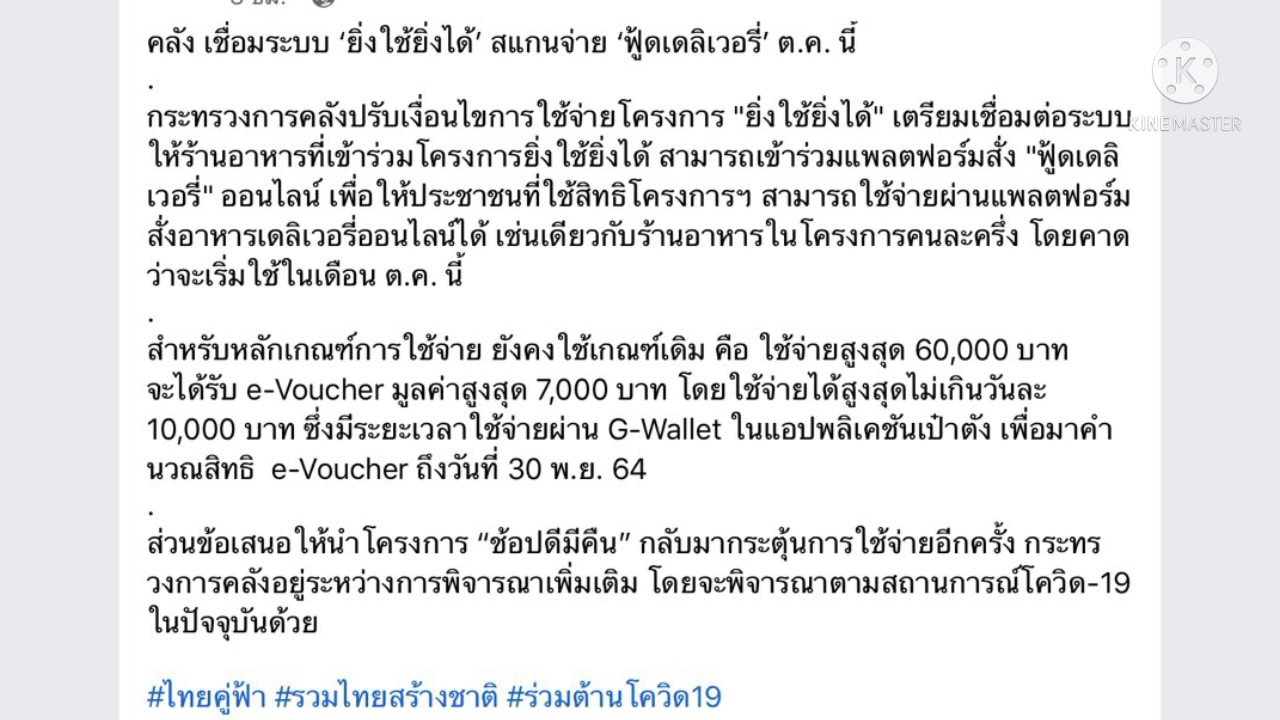 คลัง เชื่อมระบบ ‘ยิ่งใช้ยิ่งได้’ สแกนจ่าย ‘ฟู้ดเดลิเวอรี่’ ต.ค. นี้
.
กระทรวงการคลังปรับเงื่อนไขการใช้จ่ายโครงการ "ยิ่งใช้ยิ่งได้" เตรียมเชื่อมต่อระบบ
ให้ร้านอาหารที่เข้าร่วมโครงการยิ่งใช้ยิ่งได้ สามารถเข้าร่วมแพลตฟอร์มสั่ง "ฟู้ดเดลิ
เวอรี่" ออนไลน์ เพื่อให้ประชาชนที่ใช้สิทธิโครงการฯ สามารถใช้จ่ายผ่านแพลตฟอร์ม
สั่งอาหารเดลิเวอรี่ออนไลน์ได้ เช่นเดียวกับร้านอาหารในโครงการคนละครึ่ง โดยคาด
ว่าจะเริ่มใช้ในเดือน ต.ค. นี้
.
สำหรับหลักเกณฑ์การใช้จ่าย ยังคงใช้เกณฑ์เดิม คือ ใช้จ่ายสูงสุด 60,000 บาท
จะได้รับ e-Voucher มูลค่าสูงสุด 7,000 บาท โดยใช้จ่ายได้สูงสุดไม่เกินวันละ
10,000 บาท ซึ่งมีระยะเวลาใช้จ่ายผ่าน G-Wallet ในแอปพลิเคชันเป๋าตัง เพื่อมาคำ
นวณสิทธิ e-Voucher ถึงวันที่ 30 พ.ย. 64
.
ส่วนข้อเสนอให้นำโครงการ “ช้อปดีมีคืน” กลับมากระตุ้นการใช้จ่ายอีกครั้ง กระทร
วงการคลังอยู่ระหว่างการพิจารณาเพิ่มเติม โดยจะพิจารณาตามสถานการณ์โควิด-19
ในปัจจุบันด้วย
#ไทยคู่ฟ้า #รวมไทยสร้างชาติ #ร่วมต้านโควิด19
K
KINEMASTER